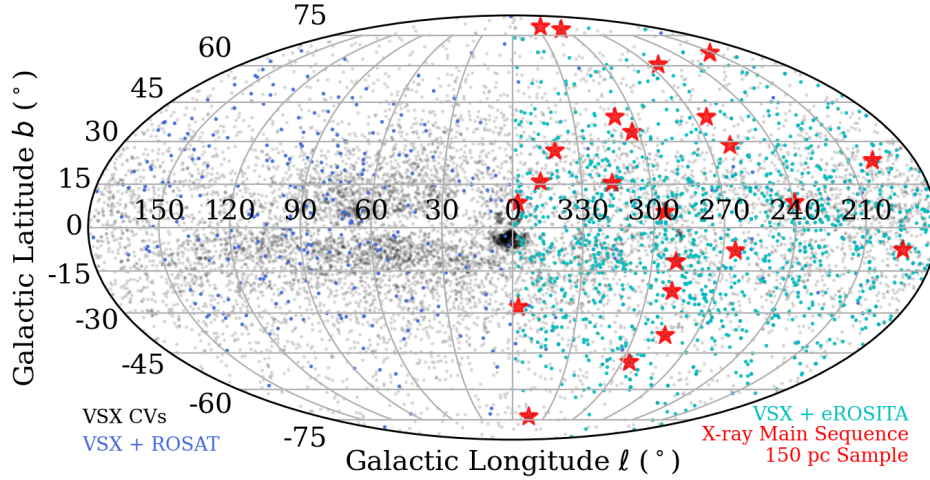 75
60
45
30
15
0
-15
-30
-45
-60
-75
150 120 90 60 30 0 330 300 270 240 210
Galactic Latitude b (°)
Galactic Longitude ℓ (°)
VSX CVs
VSX + ROSAT
VSX + eROSITA
X-ray Main Sequence
150 pc Sample